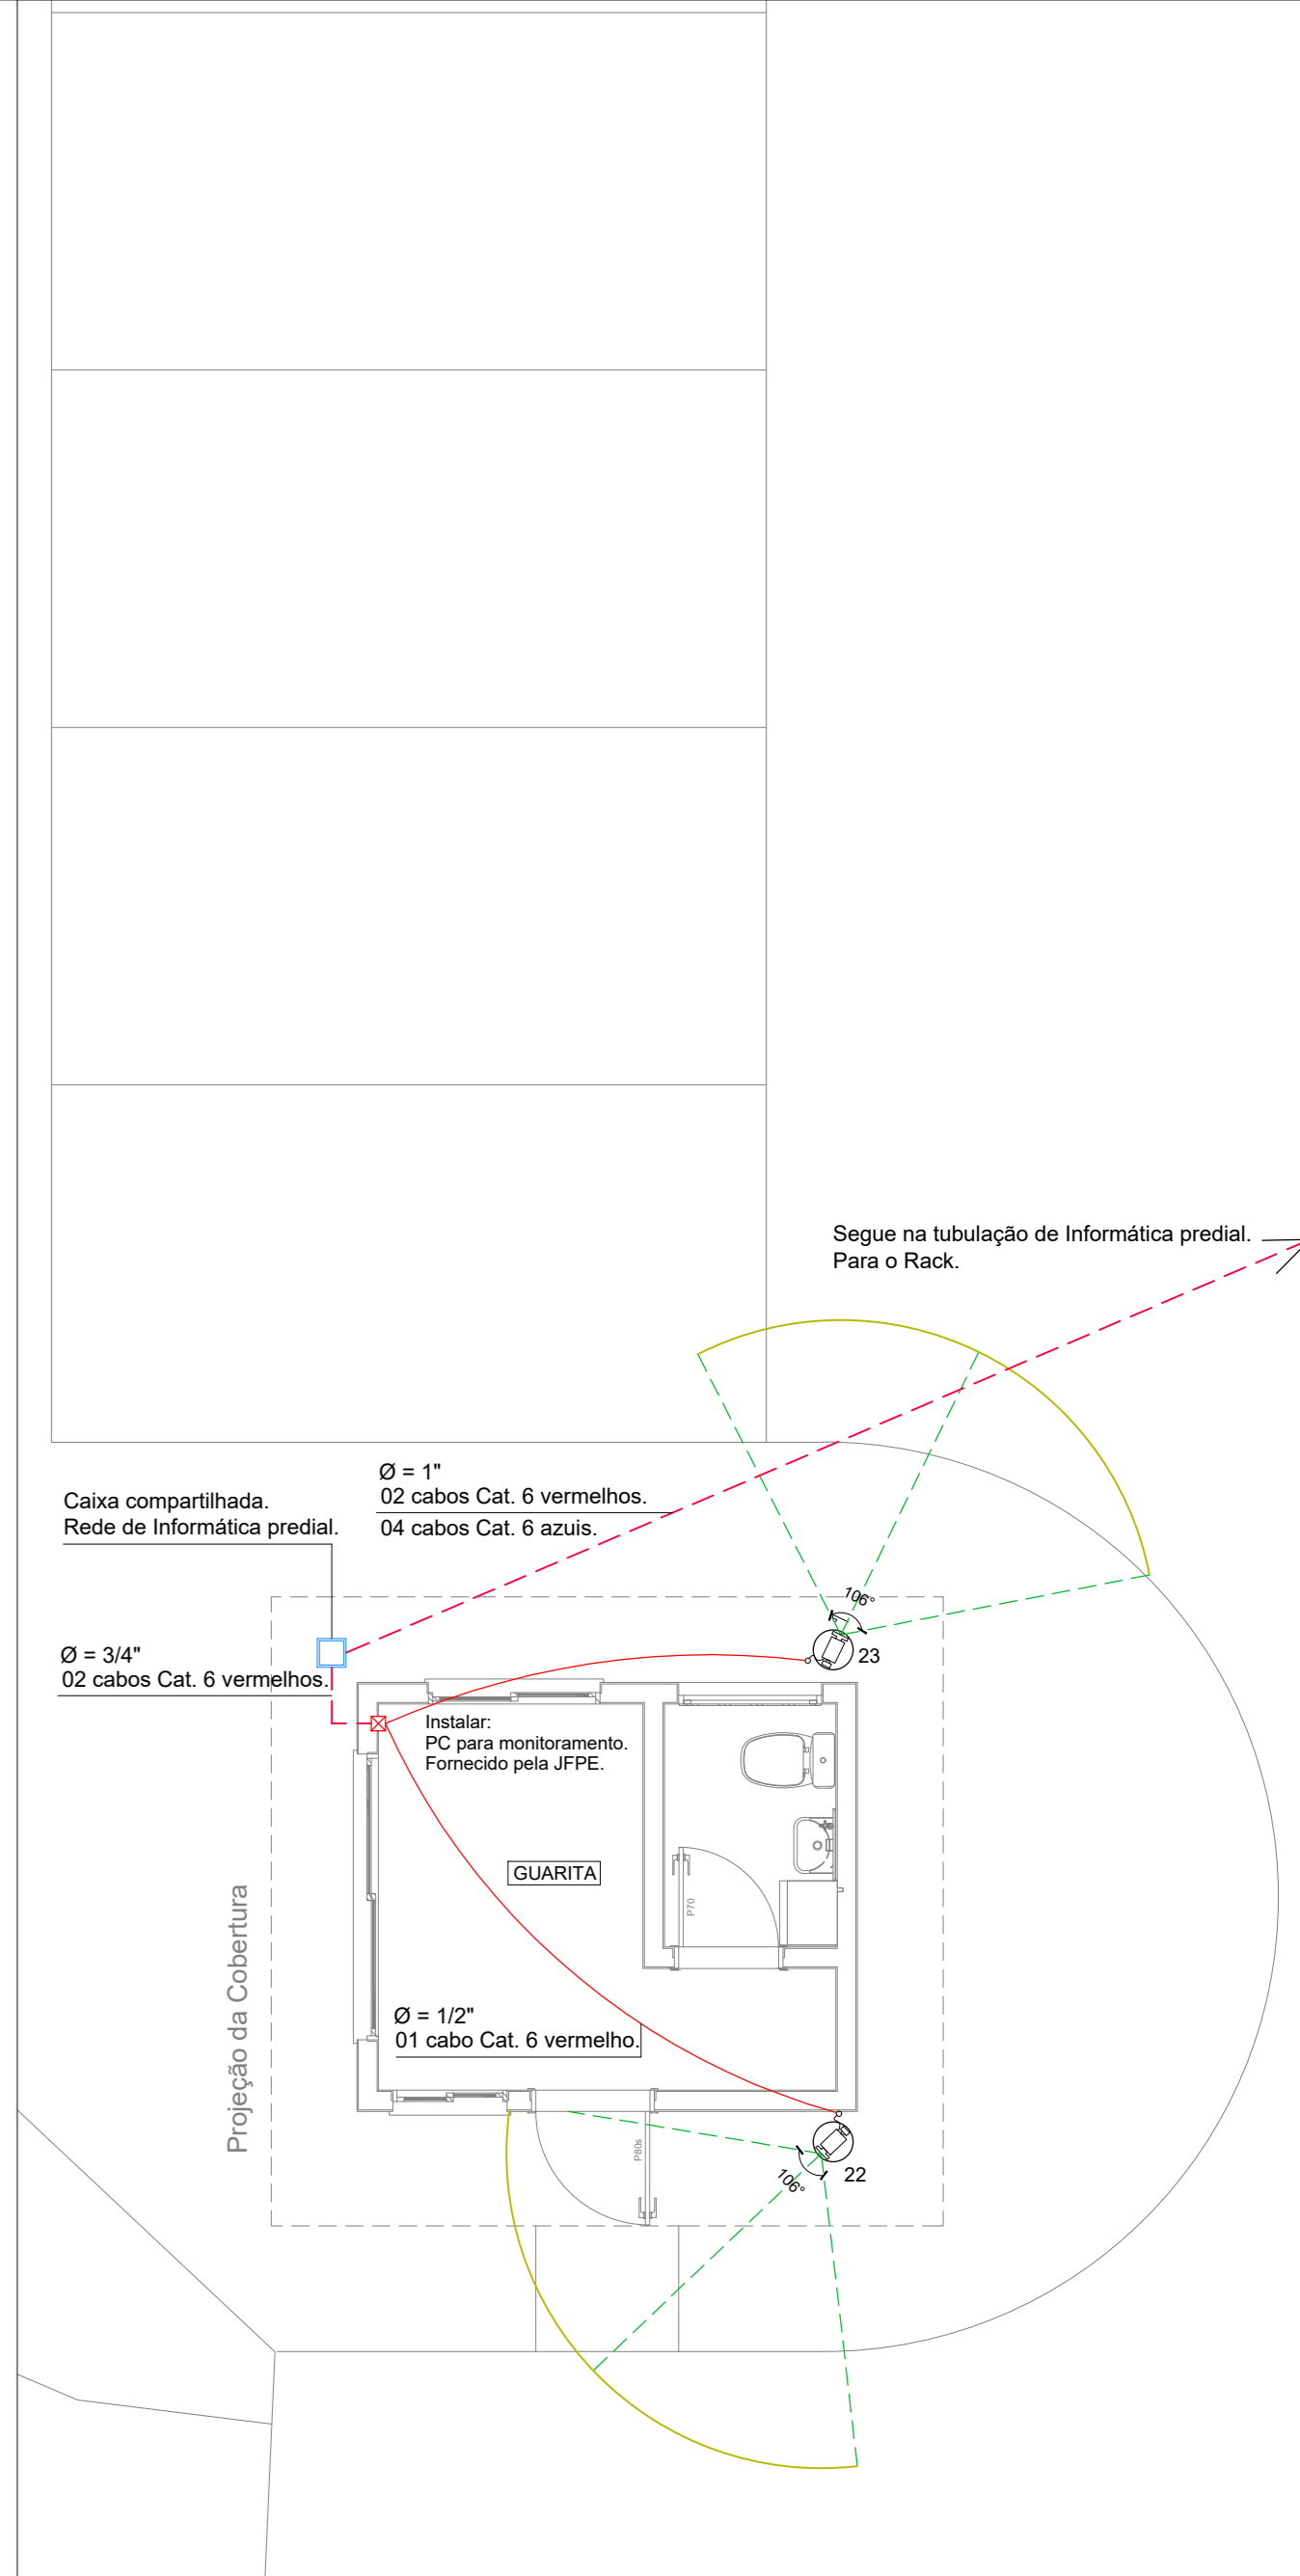 Segue na tubulação de Informática predial.
Para o Rack.
Ø = 1"
02 cabos Cat. 6 vermelhos.
04 cabos Cat. 6 azuis.
Caixa compartilhada.
Rede de Informática predial.
106°
23
Ø = 3/4"
02 cabos Cat. 6 vermelhos.
Instalar:
PC para monitoramento.
Fornecido pela JFPE.
GUARITA
P70
Projeção da Cobertura
Ø = 1/2"
01 cabo Cat. 6 vermelho.
P80s
106°
22